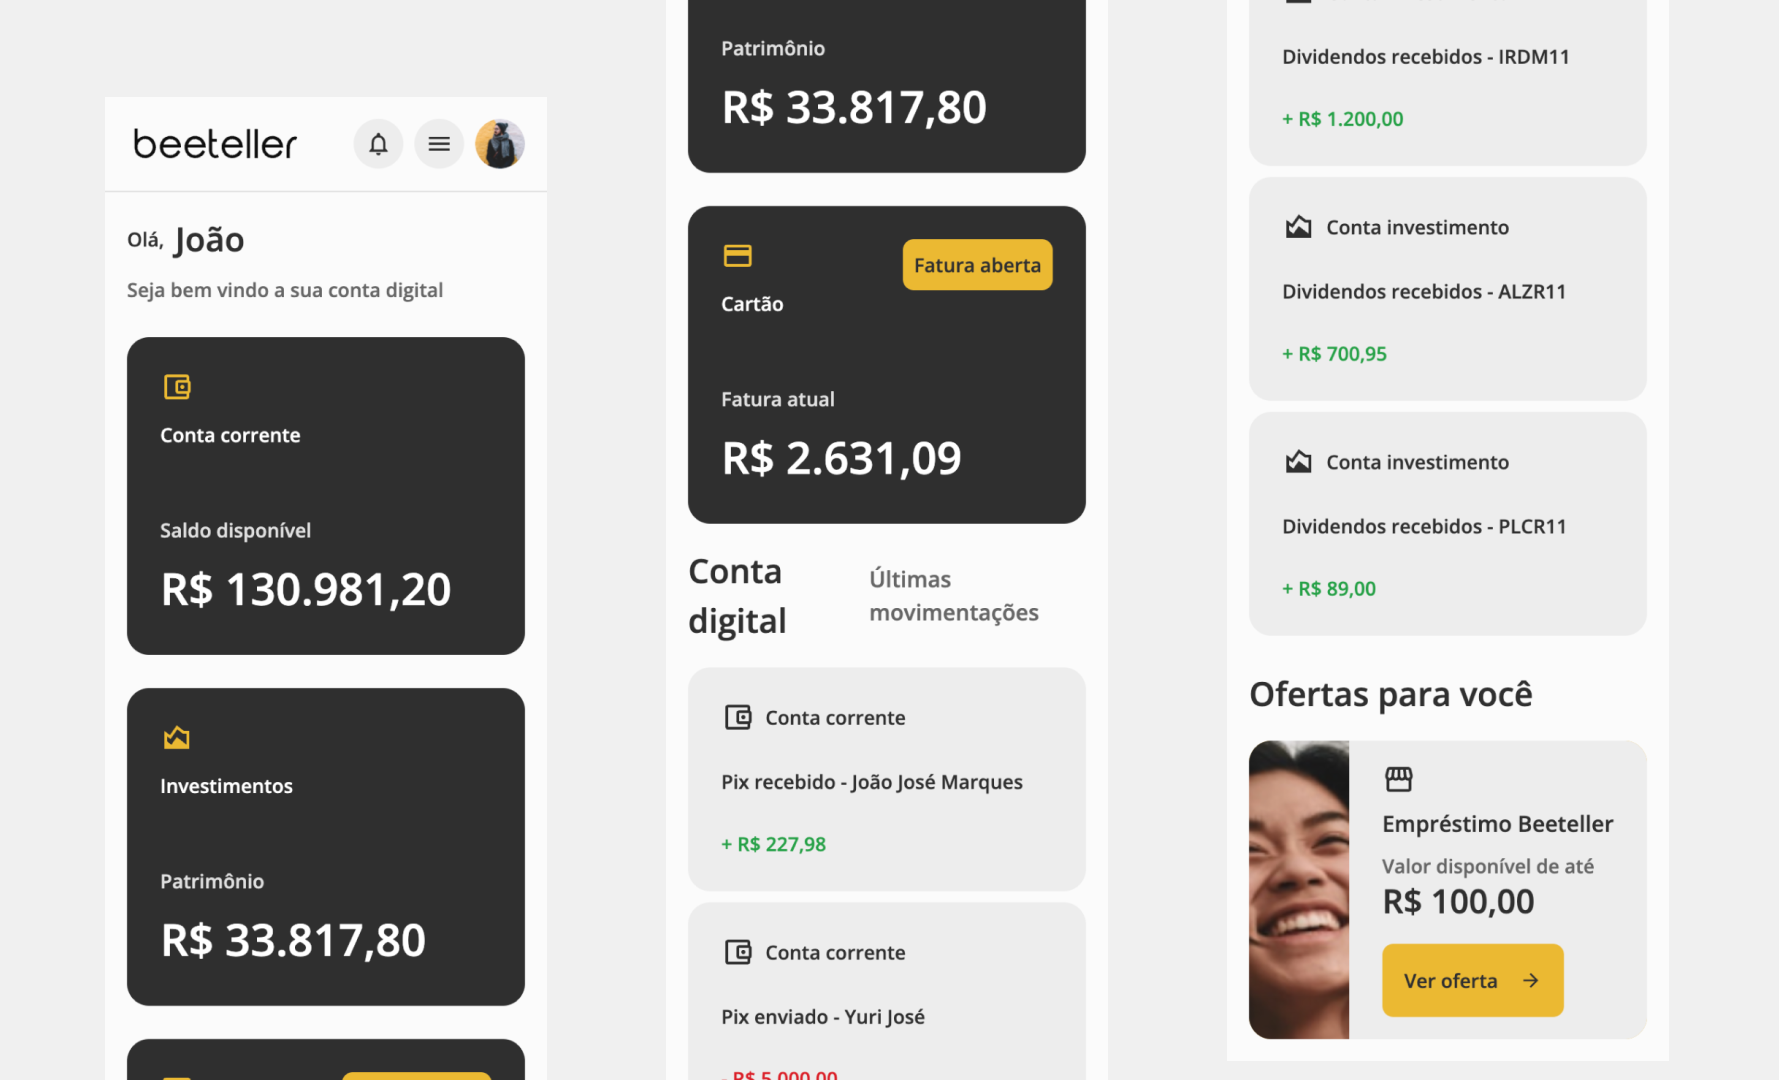 beeteller
Olá, João
Seja bem vindo a sua conta digital
Conta corrente
Saldo disponível
R$ 130.981,20
Investimentos
Patrimônio
R$ 33.817,80
Patrimônio
R$ 33.817,80
Fatura aberta
Cartão
Fatura atual
R$ 2.631,09
Conta
digital
Últimas
movimentações
Conta corrente
Pix recebido - João José Marques
+ R$ 227,98
Conta corrente
Pix enviado - Yuri José
- R$ 5.000,00
Dividendos recebidos - IRDM11
+ R$ 1.200,00
Conta investimento
Dividendos recebidos - ALZR11
+ R$ 700,95
Conta investimento
Dividendos recebidos - PLCR11
+ R$ 89,00
Ofertas para você
Empréstimo Beeteller
Valor disponível de até
R$ 100,00
Ver oferta